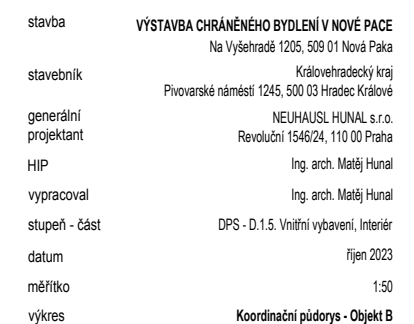 stavba VÝSTAVBA CHRÁNĚNÉHO BYDLENÍ V NOVÉ PACE
Na Vyšehradě 1205, 509 01 Nová Paka
stavebník Královehradecký kraj
Pivovarské náměstí 1245, 500 03 Hradec Králové
generální NEUHAUSL HUNAL s.r.o.
projektant Revoluční 1546/24, 110 00 Praha
HIP Ing. arch. Matěj Hunal
vypracoval Ing. arch. Matěj Hunal
stupeň - část DPS - D.1.5. Vnitřní vybavení, Interiér
datum říjen 2023
měřítko 1:50
výkres Koordinační půdorys - Objekt B